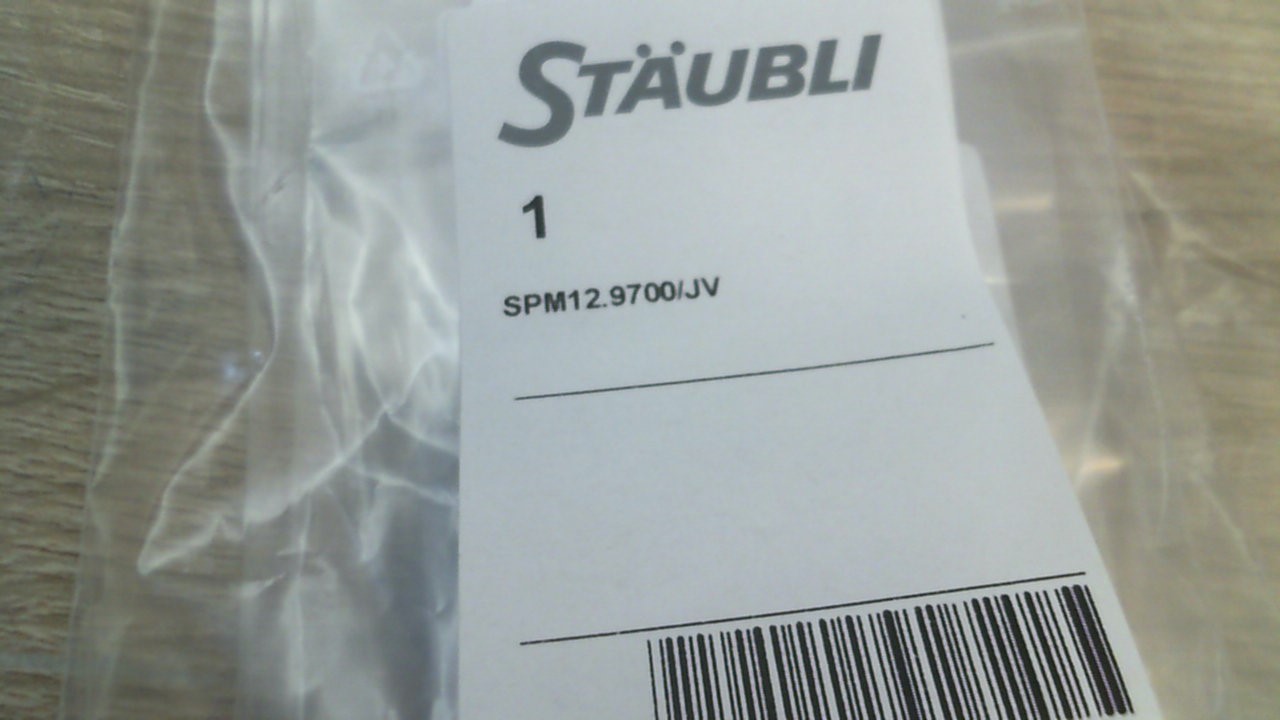 STÄUBLI
1
SPM12.9700/JV